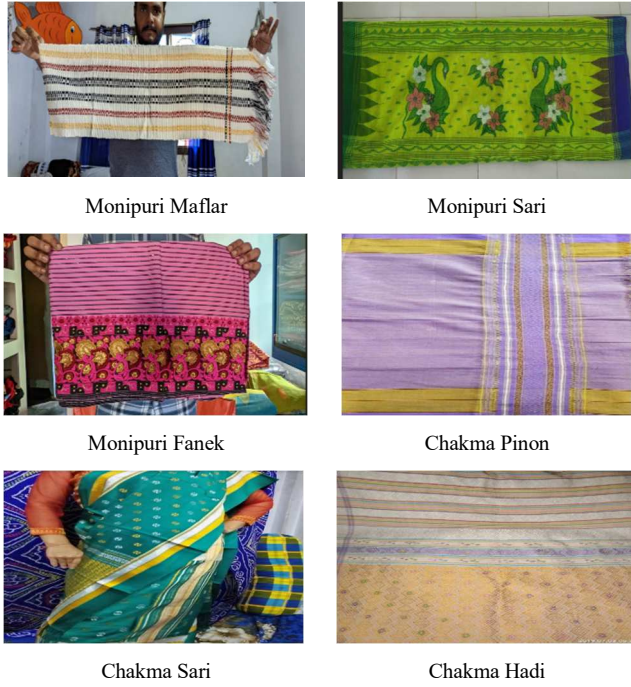 Monipuri Maflar
Monipuri Sari
Monipuri Fanek
Chakma Pinon
Chakma Sari
Chakma Hadi